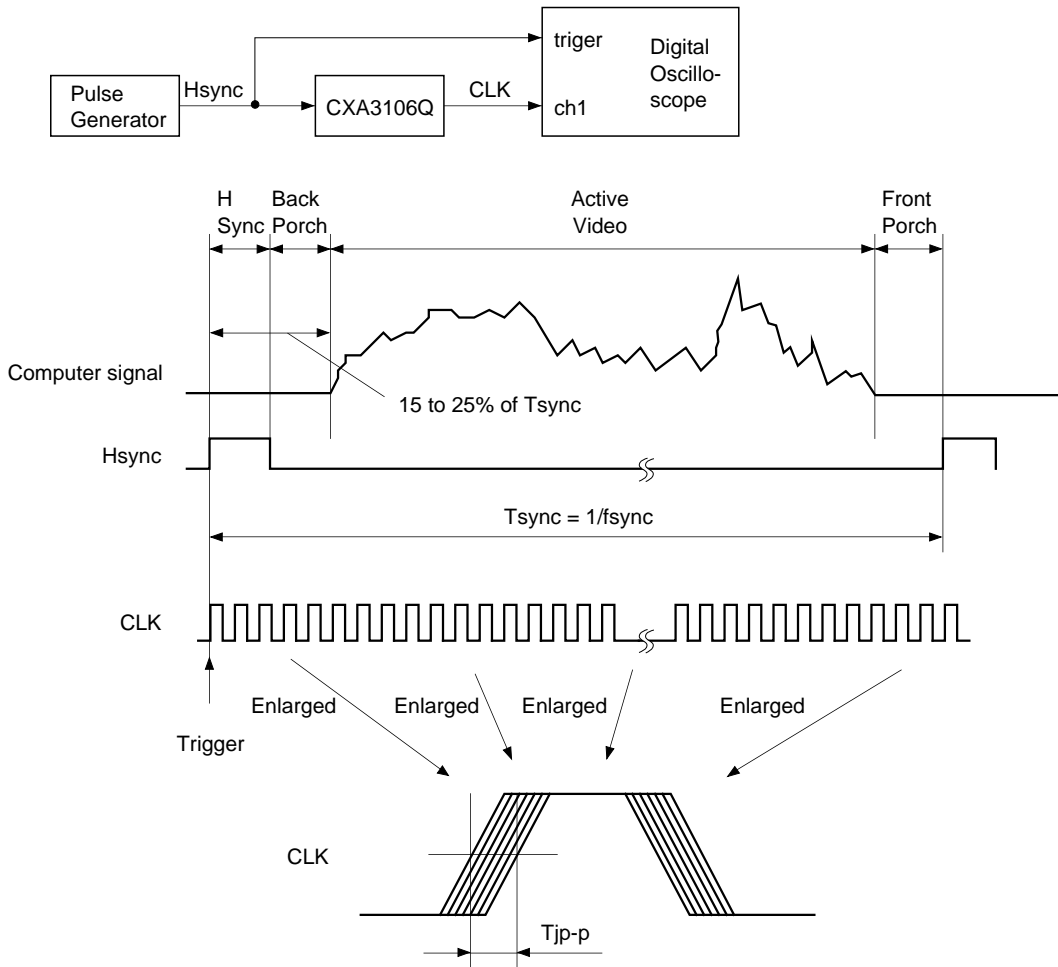 triger
Digital
Oscillo-
scope
Hsync
CLK
Pulse
Generator
CXA3106Q
ch1
H
Sync
Back
Porch
Active
Video
Front
Porch
Computer signal
15 to 25% of Tsync
Hsync
Tsync = 1/fsync
CLK
Enlarged
Enlarged
Enlarged
Enlarged
Trigger
CLK
Tjp-p